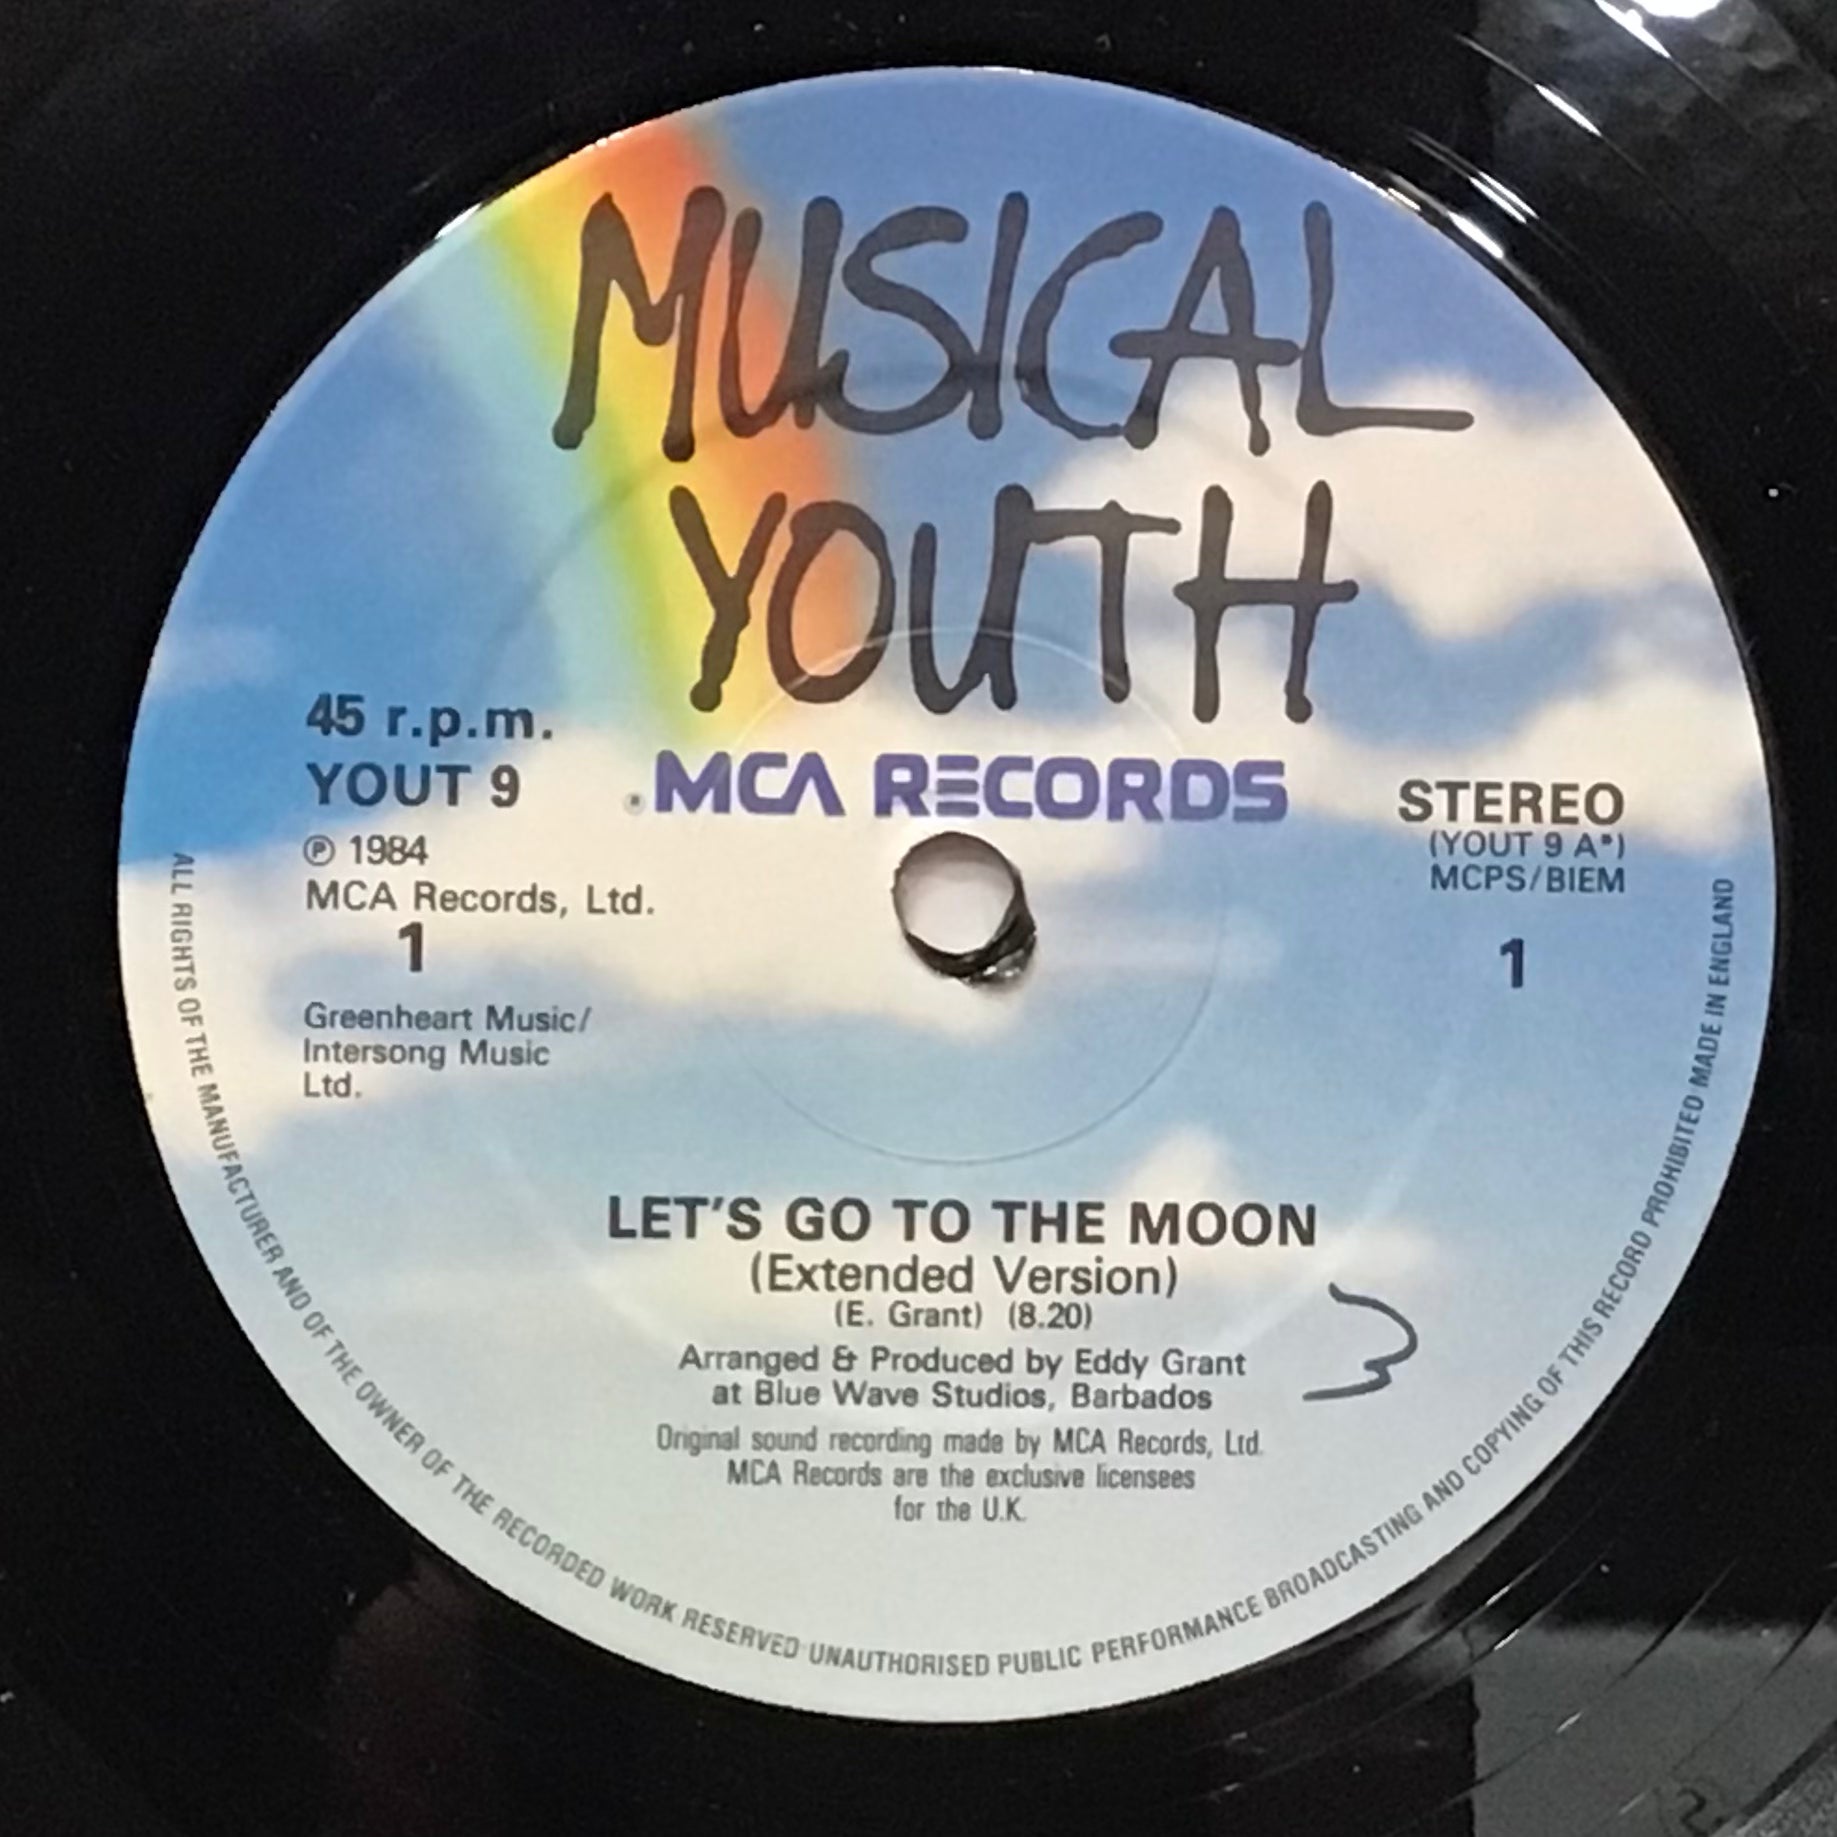 MUSICAL
YOUTH
45 r.p.m.
YOUT 9
MCA RECORDS
STEREO
(YOUT 9 A*)
MCPS/BIEM
℗ 1984
MCA Records, Ltd.
1
1
Greenheart Music/
Intersong Music
Ltd.
LET'S GO TO THE MOON
(Extended Version)
(E. Grant) (8.20)
Arranged & Produced by Eddy Grant
at Blue Wave Studios, Barbados
3
Original sound recording made by MCA Records, Ltd.
MCA Records are the exclusive licensees
for the U.K.
ALL RIGHTS OF THE MANUFACTURER AND OF THE OWNER OF THE RECORDED WORK RESERVED UNAUTHORISED PUBLIC PERFORMANCE BROADCASTING AND COPYING OF THIS RECORD PROHIBITED MADE IN ENGLAND